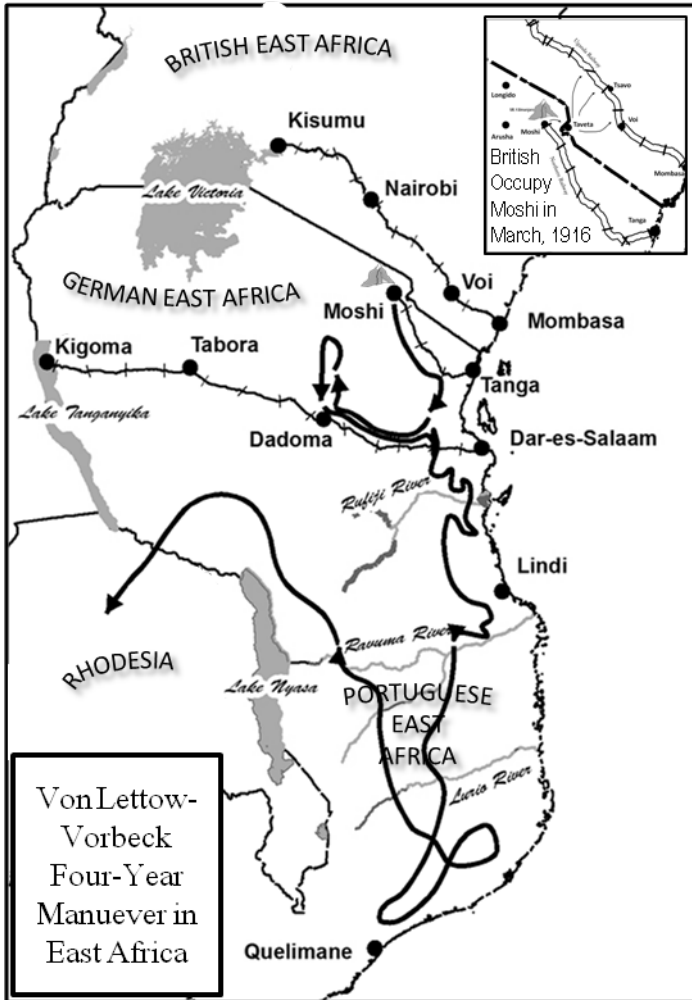 BRITISH EAST AFRICA
Kisumu
Lake Victoria
Nairobi
GERMAN EAST AFRICA
Moshi
Voi
Mombasa
Kigoma
Tabora
Tanga
Lake Tanganyika
Dadoma
Dar-es-Salaam
Rufiji River
Lindi
Ravuma River
RHODESIA
Lake Nyasa
PORTUGUESE
EAST
AFRICA
Lurio River
Quelimane
Von Lettow-
Vorbeck
Four-Year
Manuever in
East Africa
Uganda Railway
Tsavo
Longido
Voi
Taveta
Arusha
Moshi
Mombasa
Tanga
British
Occupy
Moshi in
March, 1916